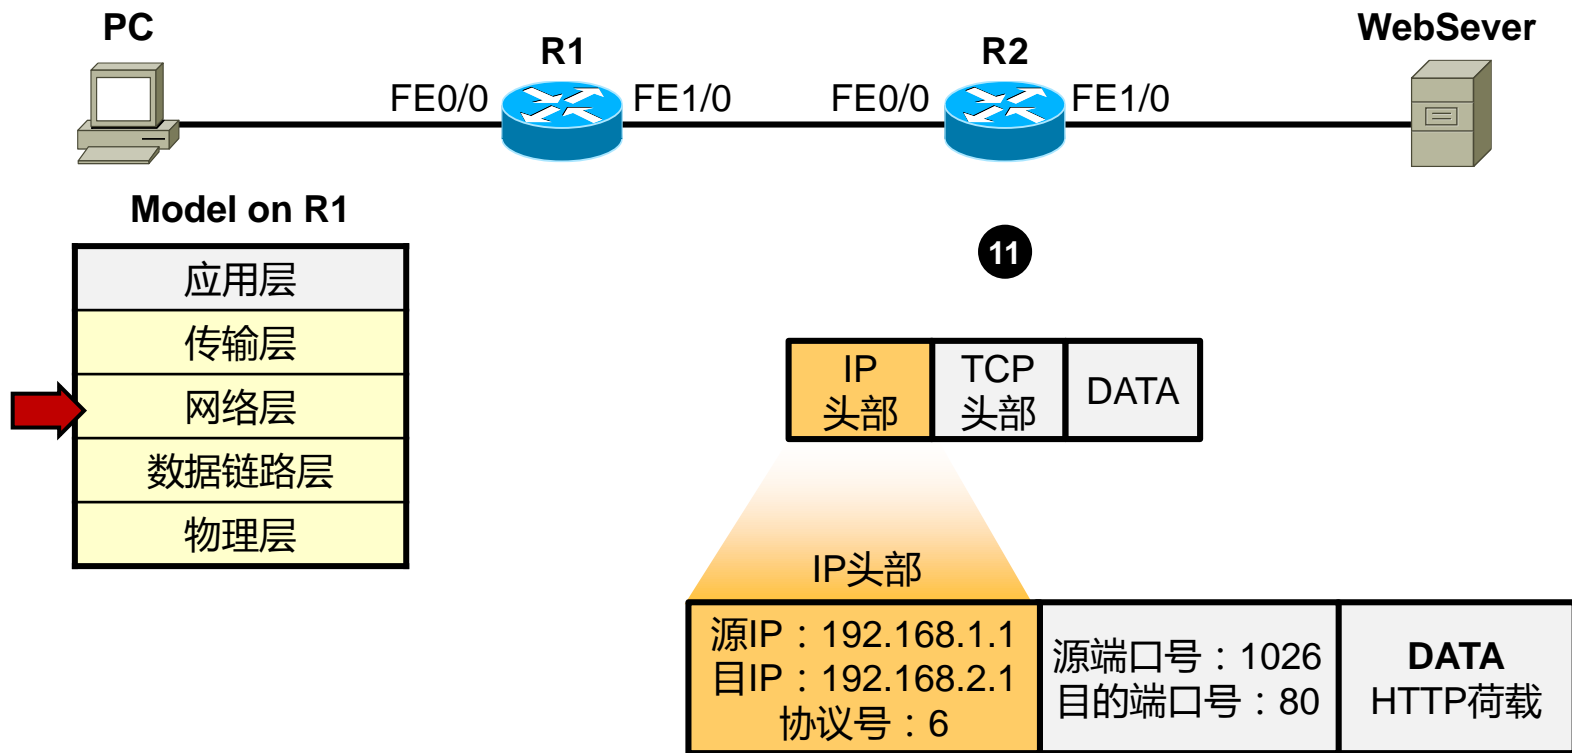 PC
WebSever
R1
R2
FE0/0
FE1/0
FE0/0
FE1/0
Model on R1
应用层
传输层
网络层
数据链路层
物理层
11
IP
头部
TCP
头部
DATA
IP头部
源IP：192.168.1.1
目IP：192.168.2.1
协议号：6
源端口号：1026
目的端口号：80
DATA
HTTP荷载